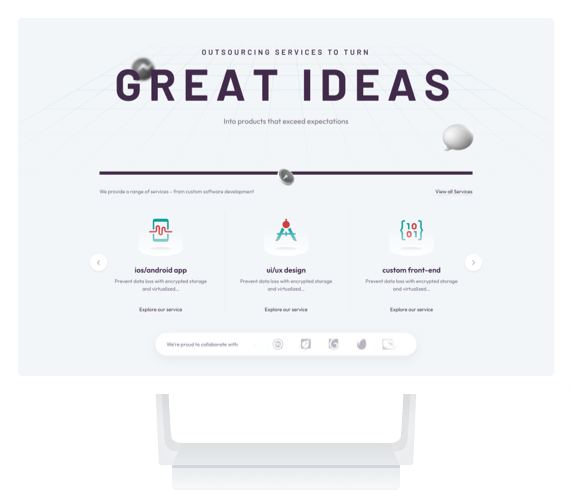 OUTSOURCING SERVICES TO TURN
GREAT IDEAS
Into products that exceed expectations
We provide a range of services - from custom software development
View all Services
10
01
ios/android app
Prevent data loss with encrypted storage
and virtualized...
Explore our service
ui/ux design
Prevent data loss with encrypted storage
and virtualized...
Explore our service
custom front-end
Prevent data loss with encrypted storage
and virtualized...
Explore our service
We're proud to collaborate with: